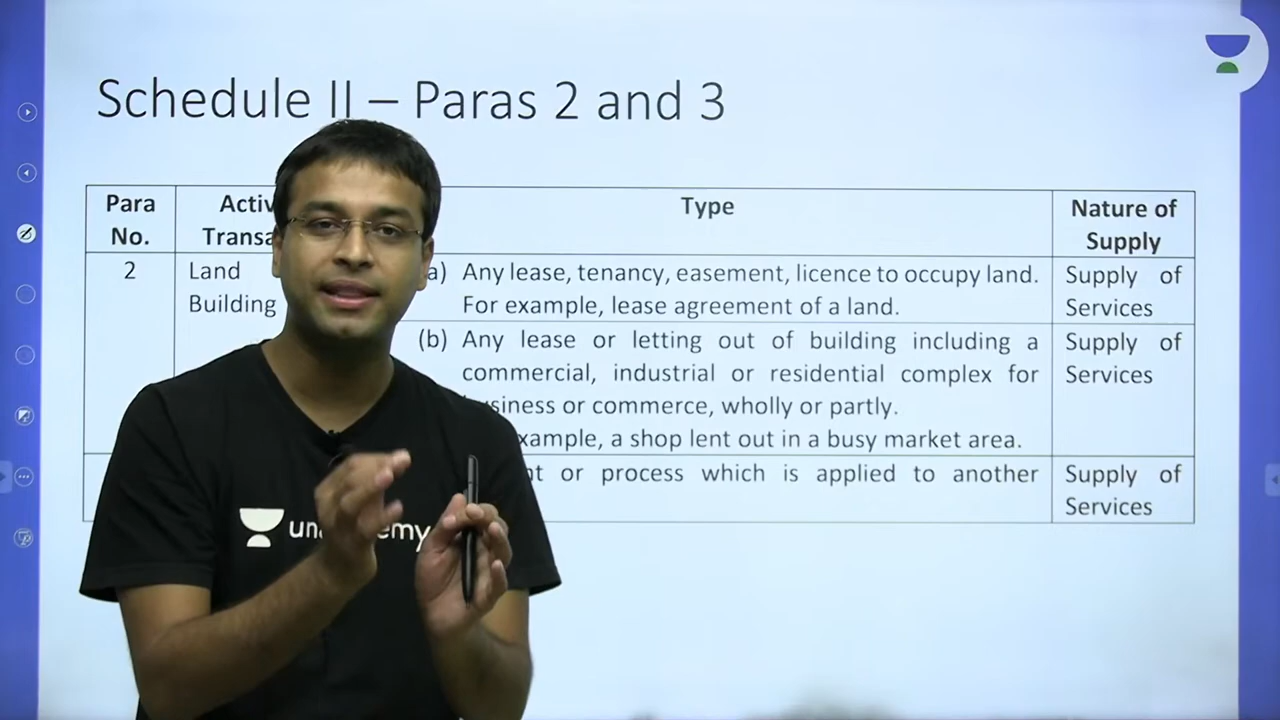 Schedule II – Paras 2 and 3
Para No.
Type
Nature of Supply
2
Land
Building
(a) Any lease, tenancy, easement, licence to occupy land.
For example, lease agreement of a land.
Supply of Services
(b) Any lease or letting out of building including a
commercial, industrial or residential complex for
or commerce, wholly or partly.
a shop lent out in a busy market area.
Supply of Services
or process which is applied to another
Supply of Services